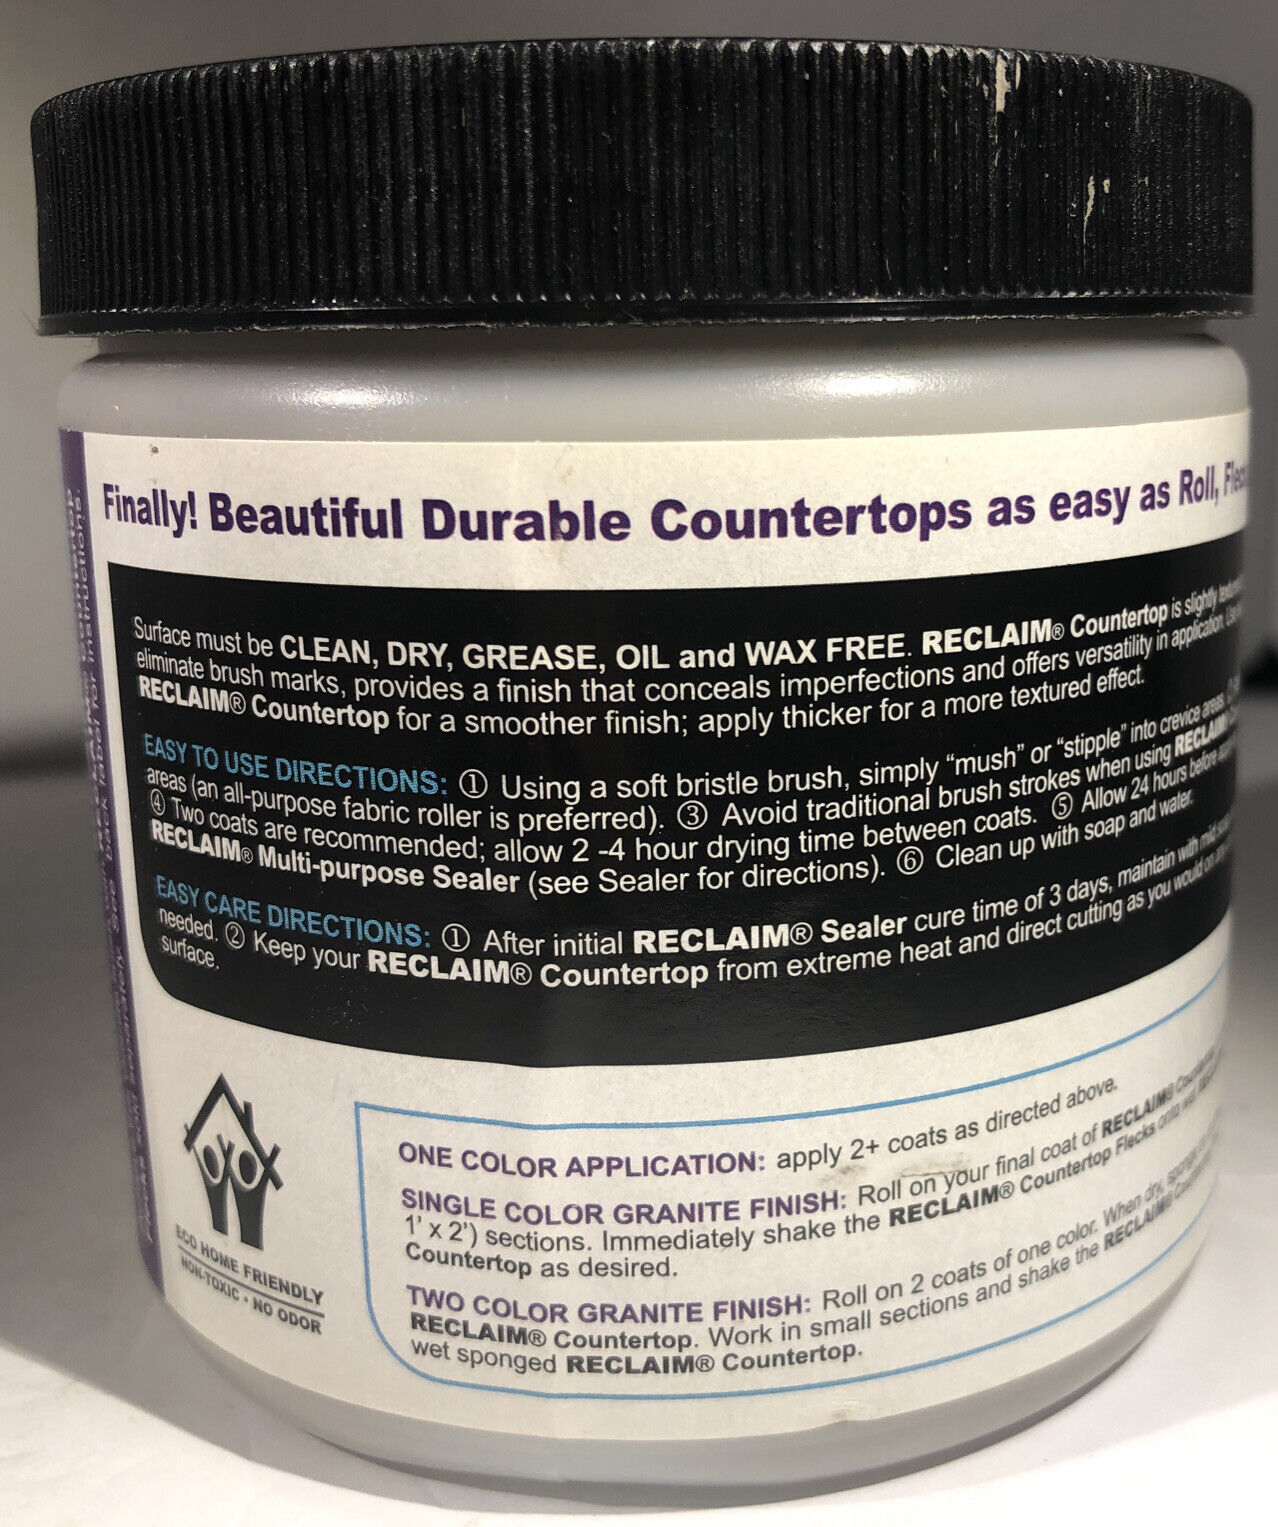 Finally! Beautiful Durable Countertops as easy as Roll,
Surface must be CLEAN, DRY, GREASE, OIL and WAX FREE. RECLAIM® Countertop is slightly
eliminate brush marks, provides a finish that conceals imperfections and offers versatility in application.
RECLAIM® Countertop for a smoother finish; apply thicker for a more textured effect.
EASY TO USE DIRECTIONS: ① Using a soft bristle brush, simply “mush” or “stipple” into crevice areas.
areas (an all-purpose fabric roller is preferred). ③ Avoid traditional brush strokes when using RECLAIM
④ Two coats are recommended; allow 2 -4 hour drying time between coats. ⑤ Allow 24 hours before
RECLAIM® Multi-purpose Sealer (see Sealer for directions). ⑥ Clean up with soap and water.
EASY CARE DIRECTIONS: ① After initial RECLAIM® Sealer cure time of 3 days, maintain with mild
needed. ② Keep your RECLAIM® Countertop from extreme heat and direct cutting as you would on any
surface.
ECO HOME FRIENDLY
NON-TOXIC • NO ODOR
ONE COLOR APPLICATION: apply 2+ coats as directed above.
SINGLE COLOR GRANITE FINISH: Roll on your final coat of RECLAIM®
1' x 2') sections. Immediately shake the RECLAIM® Countertop Flecks onto
Countertop as desired.
TWO COLOR GRANITE FINISH: Roll on 2 coats of one color. When dry,
RECLAIM® Countertop. Work in small sections and shake the RECLAIM®
wet sponged RECLAIM® Countertop.